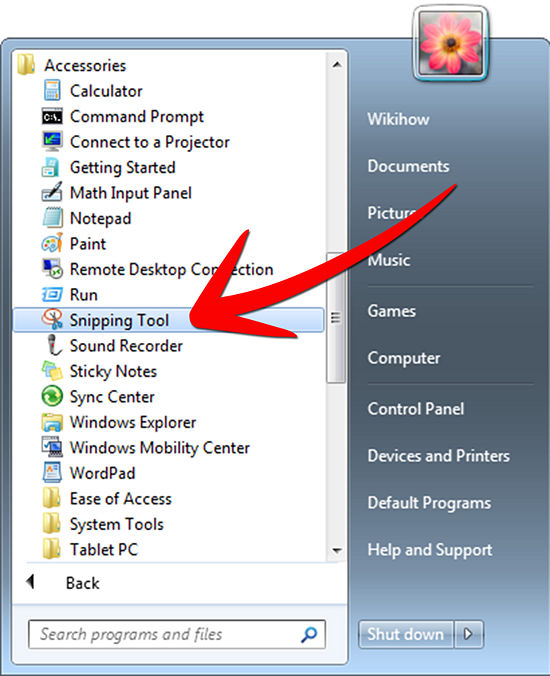 Accessories
Calculator
Command Prompt
Connect to a Projector
Getting Started
Math Input Panel
Notepad
Paint
Remote Desktop Connection
Run
Snipping Tool
Sound Recorder
Sticky Notes
Sync Center
Windows Explorer
Windows Mobility Center
WordPad
Ease of Access
System Tools
Tablet PC
Back
Search programs and files
Wikihow
Documents
Pictur
Music
Games
Computer
Control Panel
Devices and Printers
Default Programs
Help and Support
Shut down